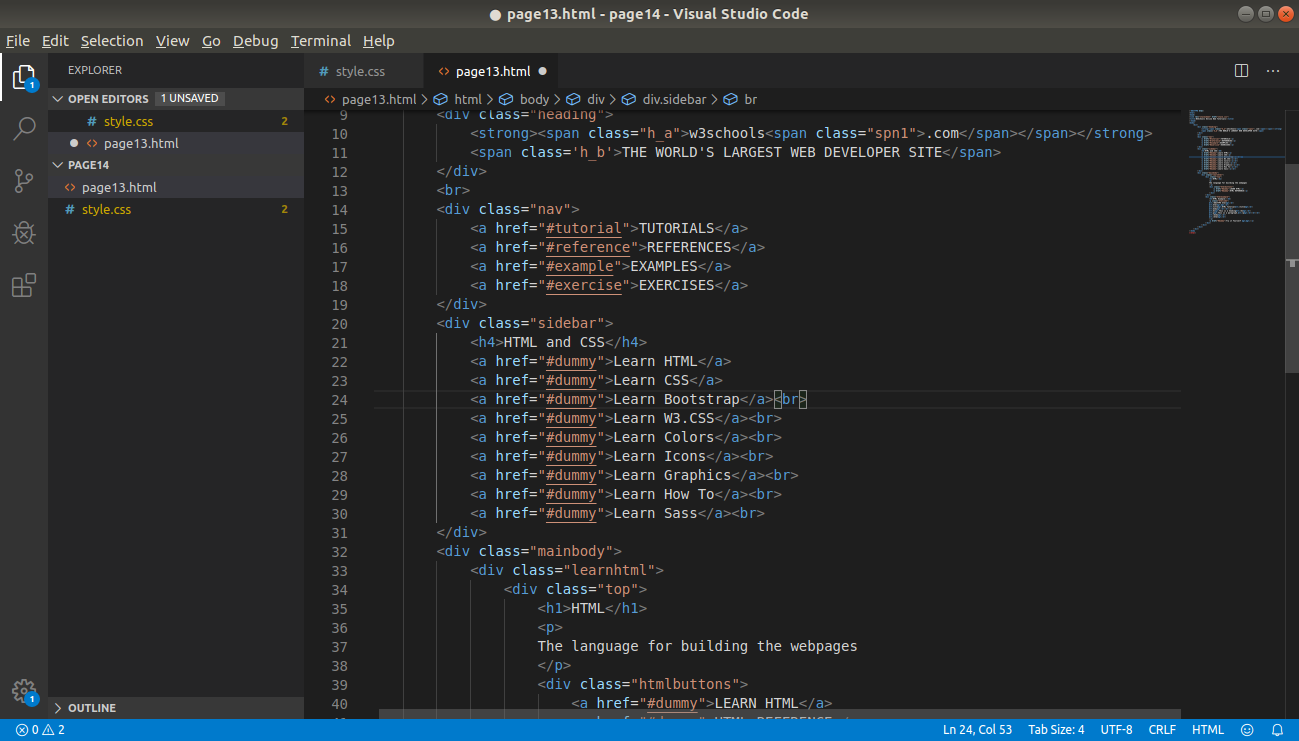 ● page13.html - page14 - Visual Studio Code
File Edit Selection View Go Debug Terminal Help
EXPLORER
OPEN EDITORS 1 UNSAVED
# style.css 2
● <> page13.html
PAGE14
<> page13.html
# style.css 2
OUTLINE
1
1
# style.css
<> page13.html ●
<> page13.html > html > body > div > div.sidebar > br
9 <div class="heading">
10 <strong><span class="h_a">w3schools<span class="spn1">.com</span></span></strong>
11 <span class='h_b'>THE WORLD'S LARGEST WEB DEVELOPER SITE</span>
12 </div>
13 <br>
14 <div class="nav">
15 <a href="#tutorial">TUTORIALS</a>
16 <a href="#reference">REFERENCES</a>
17 <a href="#example">EXAMPLES</a>
18 <a href="#exercise">EXERCISES</a>
19 </div>
20 <div class="sidebar">
21 <h4>HTML and CSS</h4>
22 <a href="#dummy">Learn HTML</a>
23 <a href="#dummy">Learn CSS</a>
24 <a href="#dummy">Learn Bootstrap</a><br>
25 <a href="#dummy">Learn W3.CSS</a><br>
26 <a href="#dummy">Learn Colors</a><br>
27 <a href="#dummy">Learn Icons</a><br>
28 <a href="#dummy">Learn Graphics</a><br>
29 <a href="#dummy">Learn How To</a><br>
30 <a href="#dummy">Learn Sass</a><br>
31 </div>
32 <div class="mainbody">
33 <div class="learnhtml">
34 <div class="top">
35 <h1>HTML</h1>
36 <p>
37 The language for building the webpages
38 </p>
39 <div class="htmlbuttons">
40 <a href="#dummy">LEARN HTML</a>
0 2 Ln 24, Col 53 Tab Size: 4 UTF-8 CRLF HTML